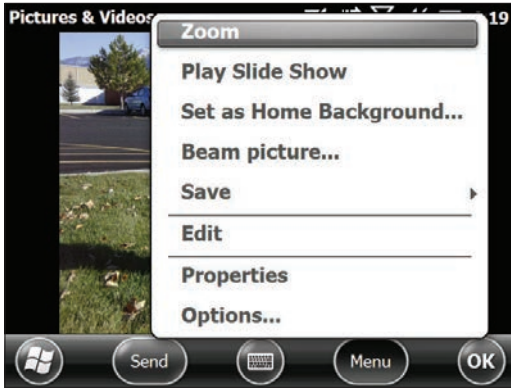 Pictures & Videos
19
Zoom
Play Slide Show
Set as Home Background...
Beam picture...
Save
Edit
Properties
Options...
Send
Menu
OK